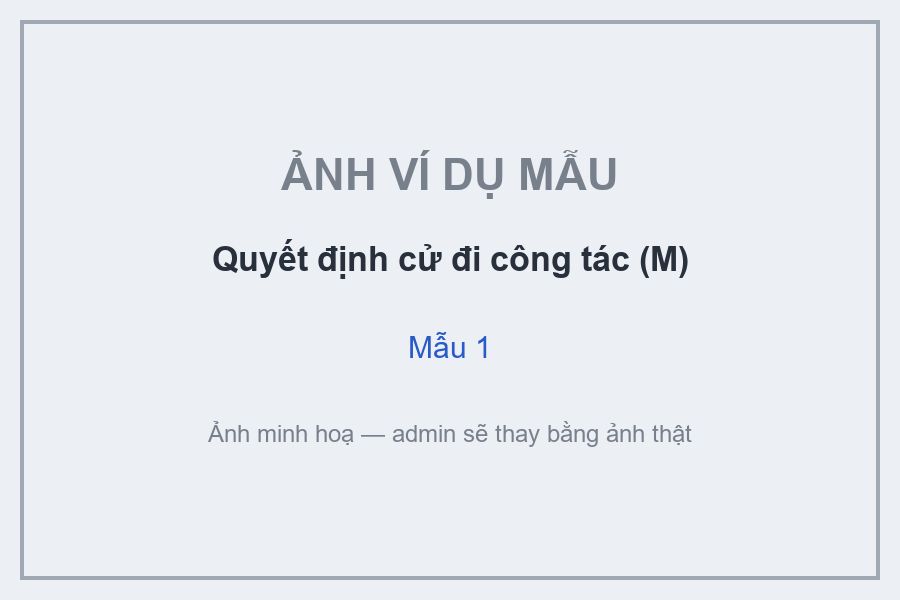 ẢNH VÍ DỤ MẪU
Quyết định cử đi công tác (M)
Mẫu 1
Ảnh minh hoạ — admin sẽ thay bằng ảnh thật